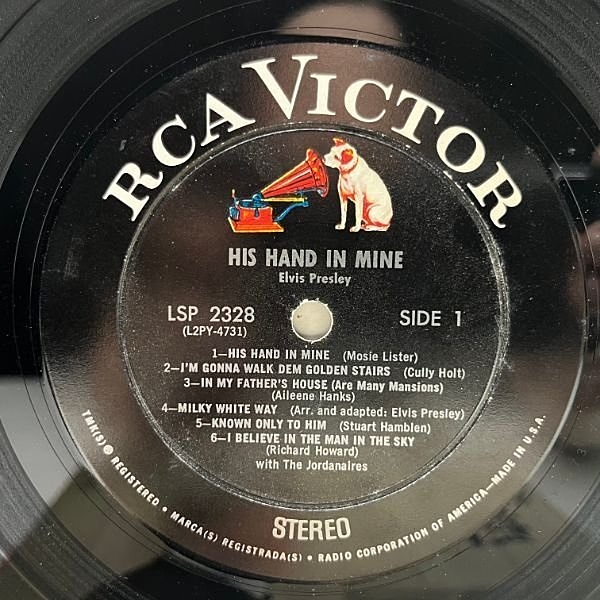 RCA VICTOR
HIS HAND IN MINE
Elvis Presley
LSP 2328
(L2PY-4731)
SIDE 1
1—HIS HAND IN MINE (Mosie Lister)
2—I'M GONNA WALK DEM GOLDEN STAIRS (Cully Holt)
3—IN MY FATHER'S HOUSE (Are Many Mansions)
(Aileene Hanks)
4—MILKY WHITE WAY (Arr. and adapted: Elvis Presley)
5—KNOWN ONLY TO HIM (Stuart Hamblen)
6—I BELIEVE IN THE MAN IN THE SKY
(Richard Howard)
with The Jordanaires
STEREO
TMK(S) ® REGISTERED • MARCA(S) REGISTRADA(S) • RADIO CORPORATION OF AMERICA—MADE IN U.S.A.